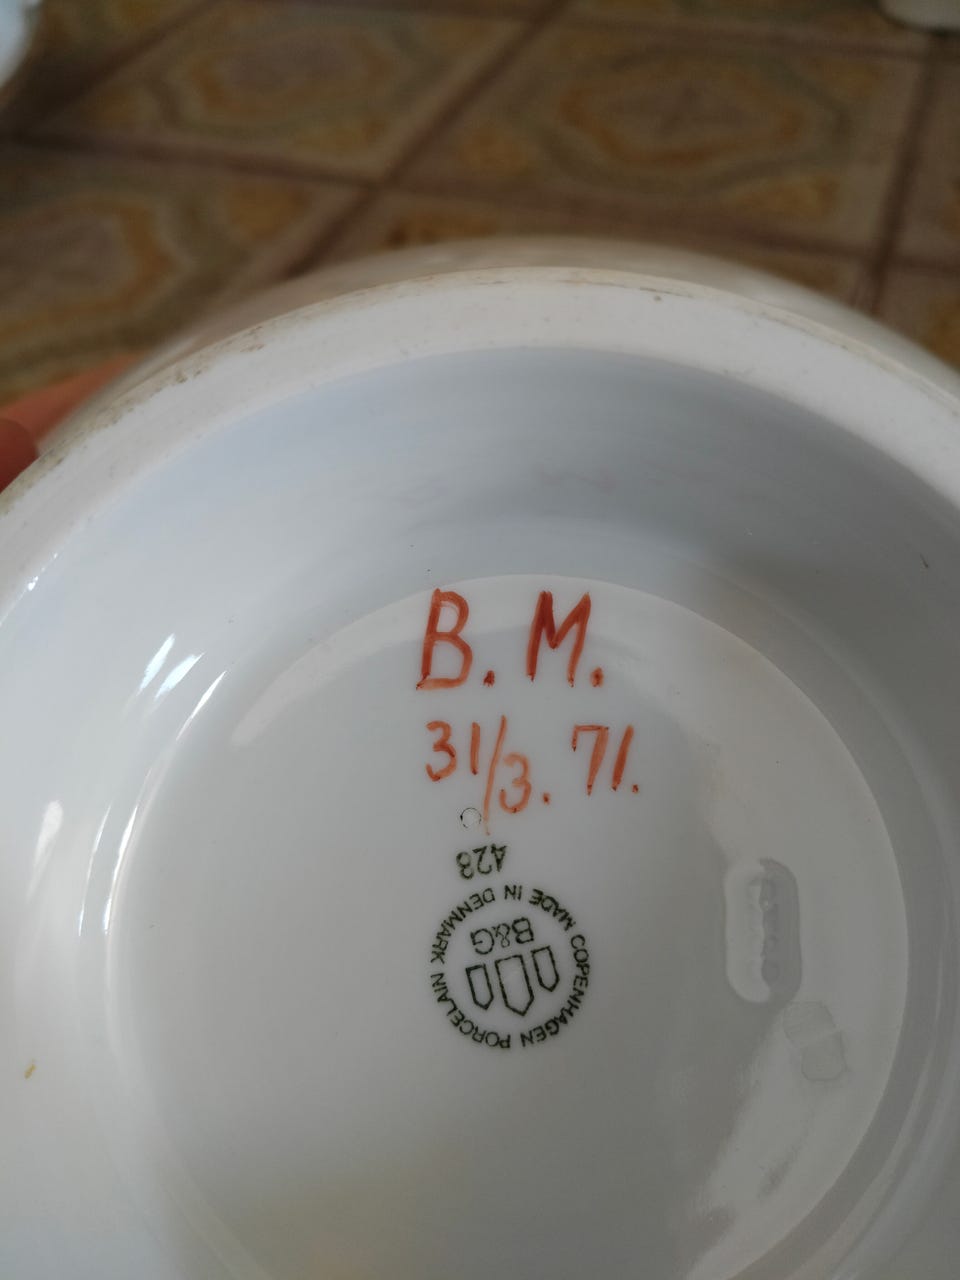 B. M.
31/3. 71.
428
B&G
COPENHAGEN PORCELAIN MADE IN DENMARK